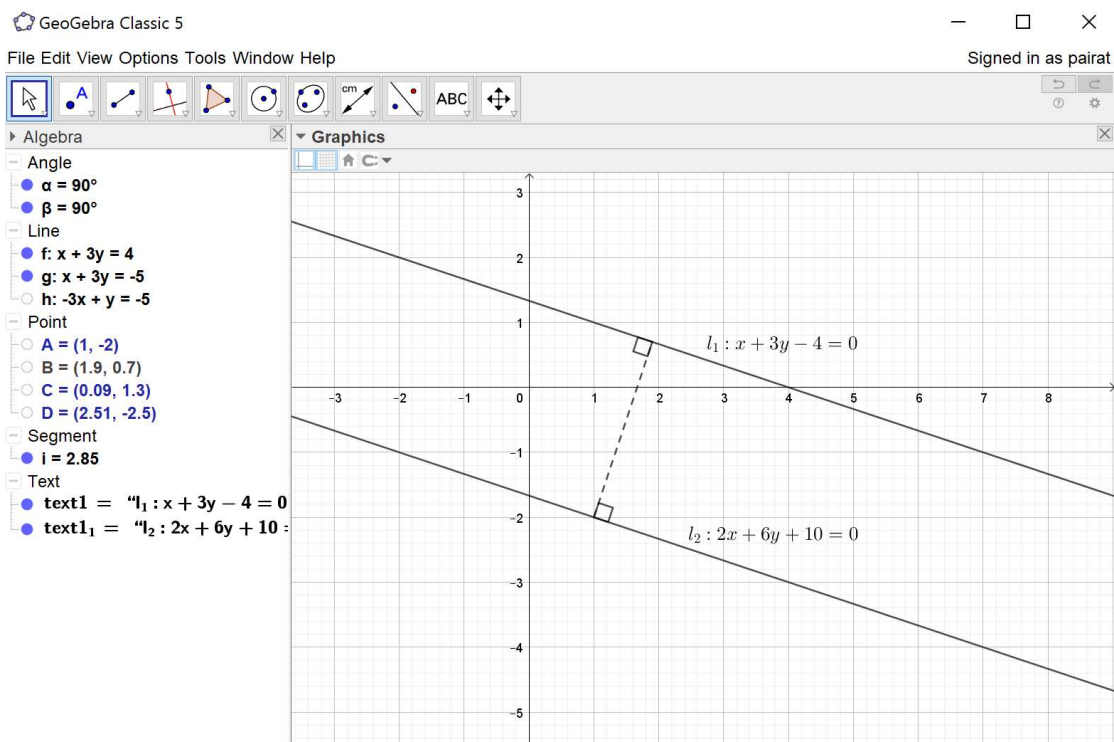 GeoGebra Classic 5
File Edit View Options Tools Window Help
Signed in as pairat
A
cm
ABC
Algebra
Graphics
Angle
α = 90°
β = 90°
Line
f: x + 3y = 4
g: x + 3y = -5
h: -3x + y = -5
Point
A = (1, -2)
B = (1.9, 0.7)
C = (0.09, 1.3)
D = (2.51, -2.5)
Segment
i = 2.85
Text
text1 = “l₁ : x + 3y − 4 = 0
text1₁ = “l₂ : 2x + 6y + 10 =
3
2
1
l₁ : x + 3y − 4 = 0
-3 -2 -1 0 1 2 3 4 5 6 7 8
-1
-2
l₂ : 2x + 6y + 10 = 0
-3
-4
-5